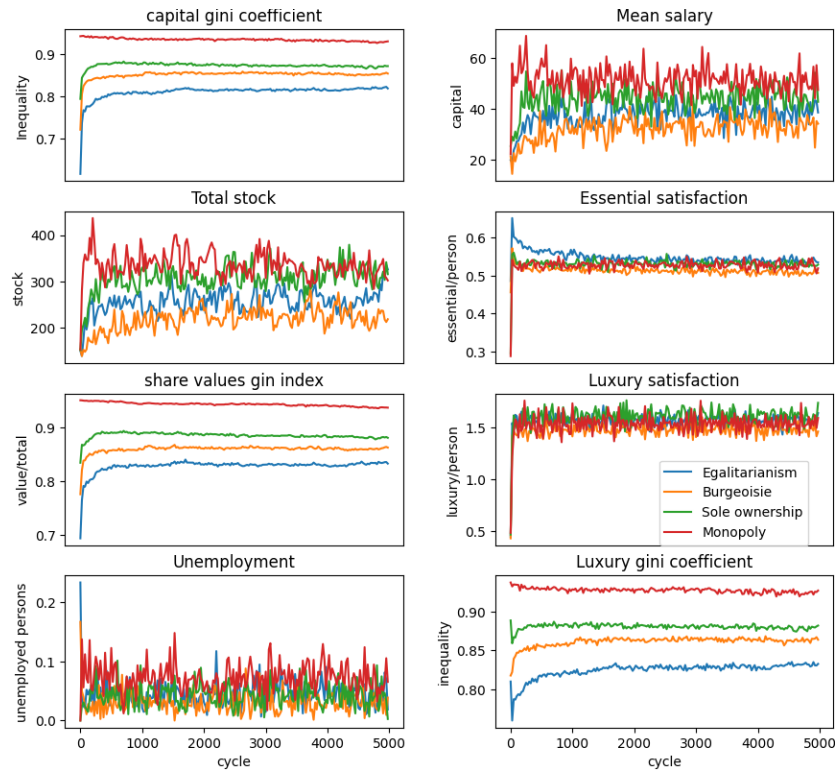 capital gini coefficient
Inequality
0.9
0.8
0.7
Mean salary
capital
60
40
20
Total stock
stock
400
300
200
Essential satisfaction
essential/person
0.6
0.5
0.4
0.3
share values gin index
value/total
0.9
0.8
0.7
Luxury satisfaction
luxury/person
1.5
1.0
0.5
Egalitarianism
Burgeoisie
Sole ownership
Monopoly
Unemployment
unemployed persons
0.2
0.1
0.0
0 1000 2000 3000 4000 5000
cycle
Luxury gini coefficient
inequality
0.90
0.85
0.80
0 1000 2000 3000 4000 5000
cycle